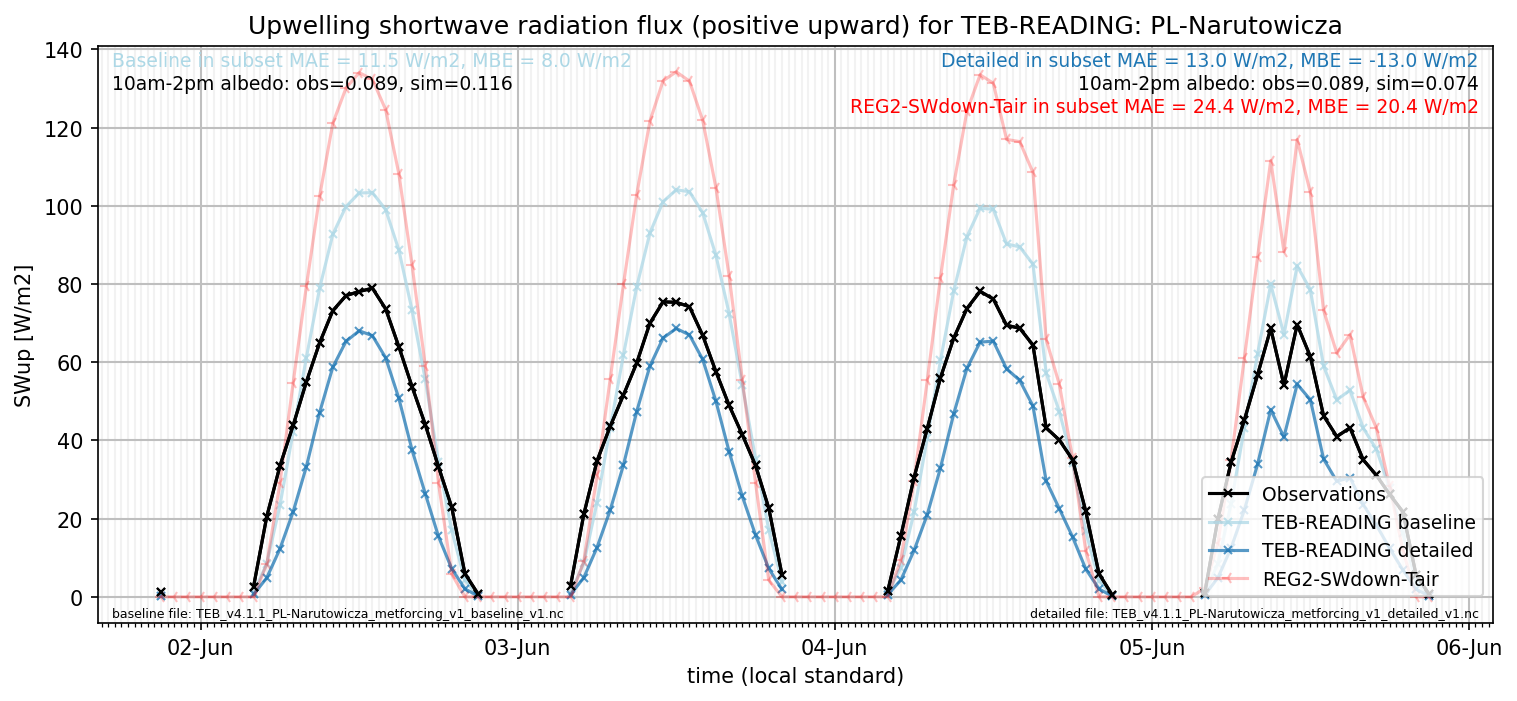 Upwelling shortwave radiation flux (positive upward) for TEB-READING: PL-Narutowicza
Baseline in subset MAE = 11.5 W/m2, MBE = 8.0 W/m2
10am-2pm albedo: obs=0.089, sim=0.116
Detailed in subset MAE = 13.0 W/m2, MBE = -13.0 W/m2
10am-2pm albedo: obs=0.089, sim=0.074
REG2-SWdown-Tair in subset MAE = 24.4 W/m2, MBE = 20.4 W/m2
SWup [W/m2]
140
120
100
80
60
40
20
0
Observations
TEB-READING baseline
TEB-READING detailed
REG2-SWdown-Tair
baseline file: TEB_v4.1.1_PL-Narutowicza_metforcing_v1_baseline_v1.nc
detailed file: TEB_v4.1.1_PL-Narutowicza_metforcing_v1_detailed_v1.nc
02-Jun 03-Jun 04-Jun 05-Jun 06-Jun
time (local standard)